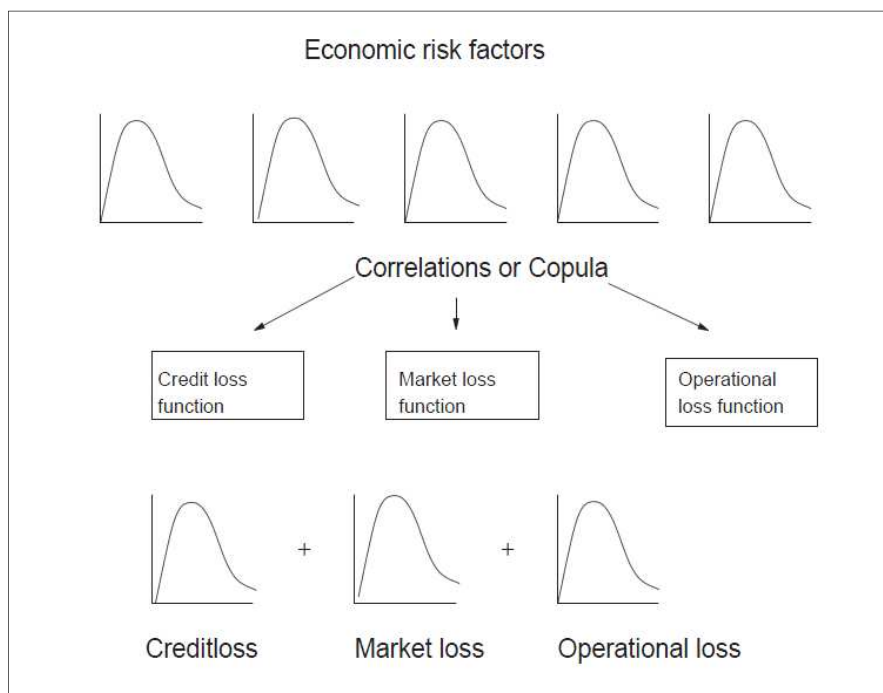 Economic risk factors
Correlations or Copula
Credit loss
function
Market loss
function
Operational
loss function
+
+
Creditloss
Market loss
Operational loss